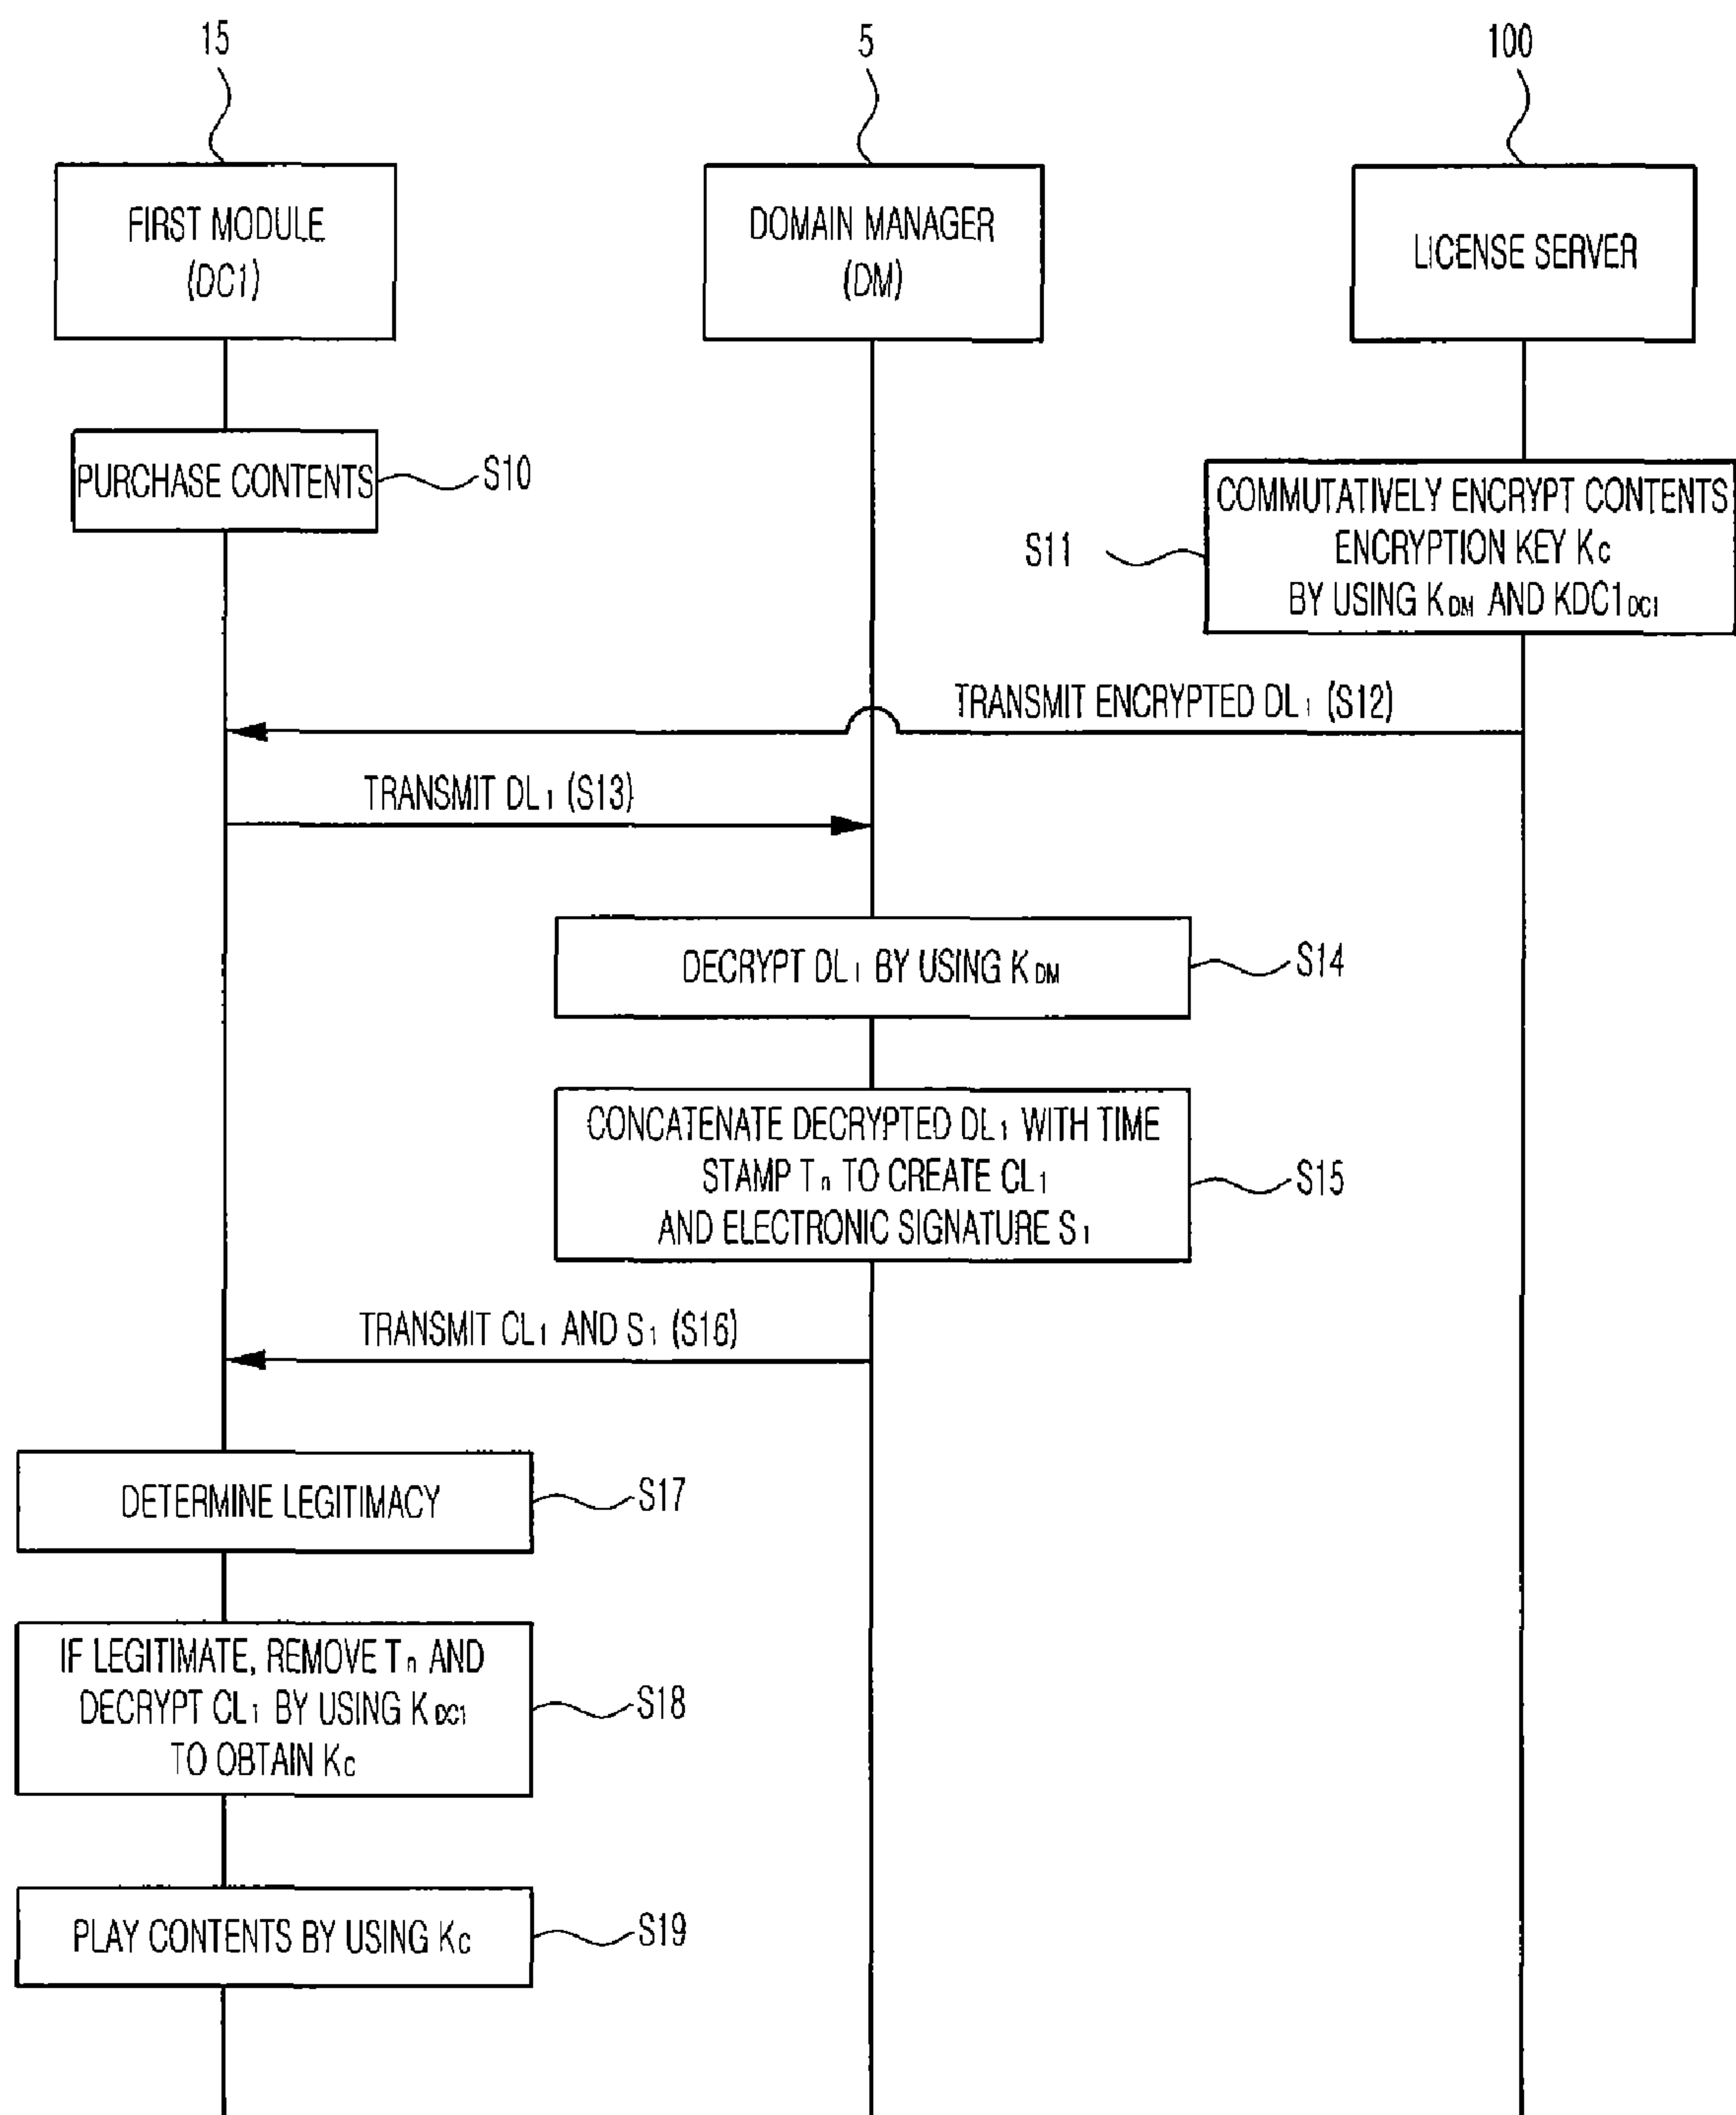 15
5
100
FIRST MODULE
(DC1)
DOMAIN MANAGER
(DM)
LICENSE SERVER
PURCHASE CONTENTS
S10
COMMUTATIVELY ENCRYPT CONTENTS
ENCRYPTION KEY Kc
BY USING KDM AND KDC1DC1
S11
TRANSMIT ENCRYPTED DL1 (S12)
TRANSMIT DL1 (S13)
DECRYPT DL1 BY USING KDM
S14
CONCATENATE DECRYPTED DL1 WITH TIME
STAMP Tn TO CREATE CL1
AND ELECTRONIC SIGNATURE S1
S15
TRANSMIT CL1 AND S1 (S16)
DETERMINE LEGITIMACY
S17
IF LEGITIMATE, REMOVE Tn AND
DECRYPT CL1 BY USING KDC1
TO OBTAIN Kc
S18
PLAY CONTENTS BY USING Kc
S19